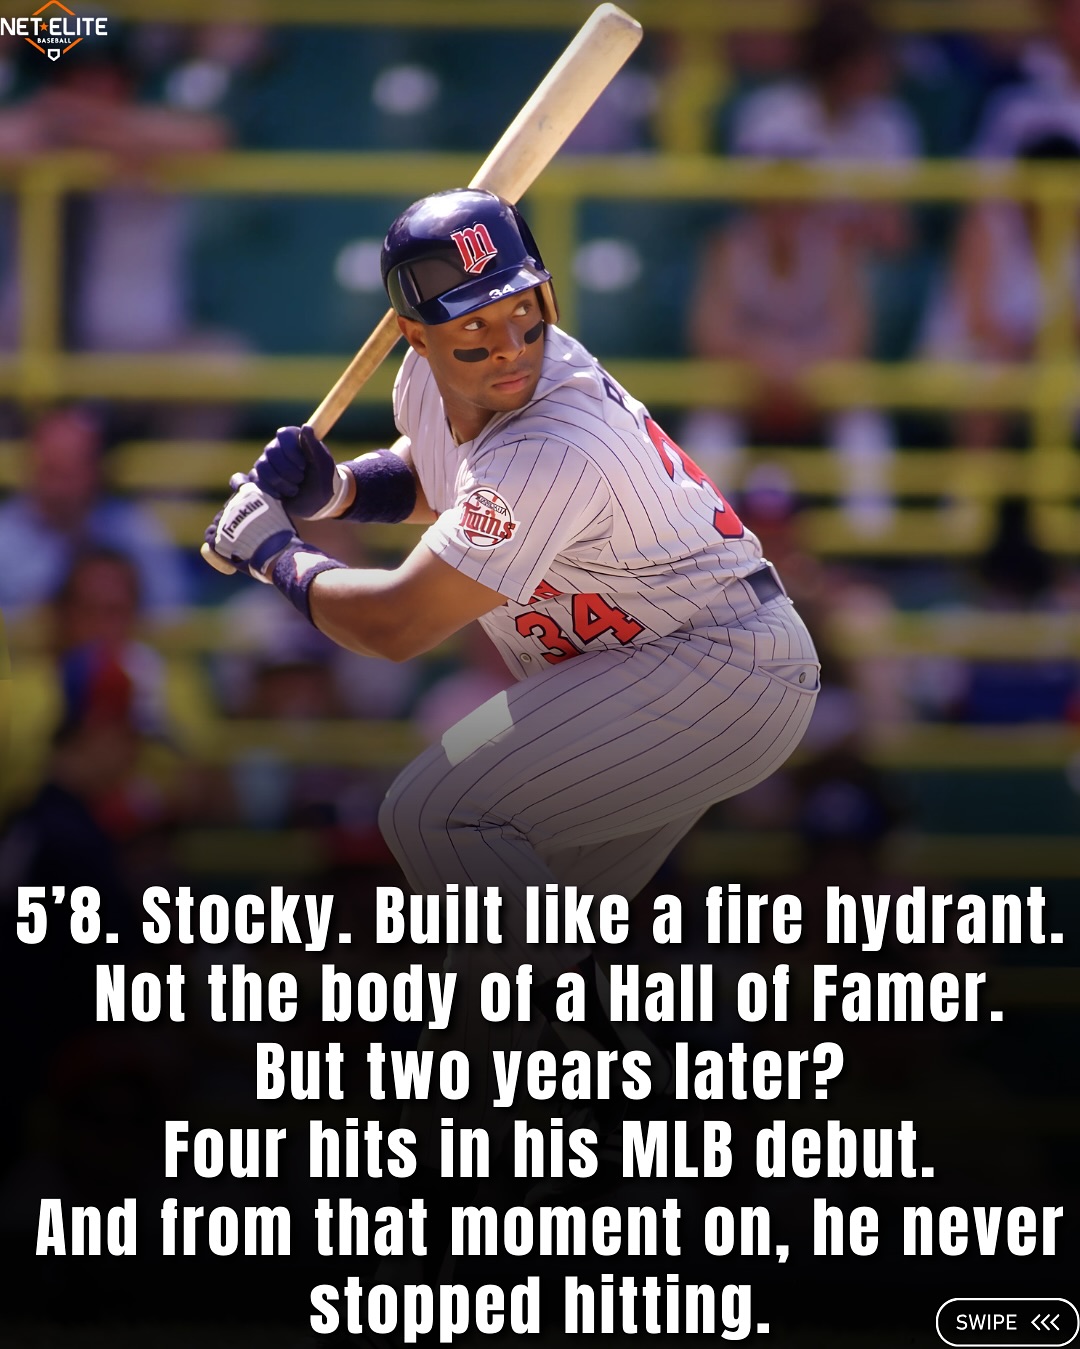 NET ELITE
BASEBALL
m
34
Franklin
Twins
34
5’8. Stocky. Built like a fire hydrant.
Not the body of a Hall of Famer.
But two years later?
Four hits in his MLB debut.
And from that moment on, he never
stopped hitting.
SWIPE <<<